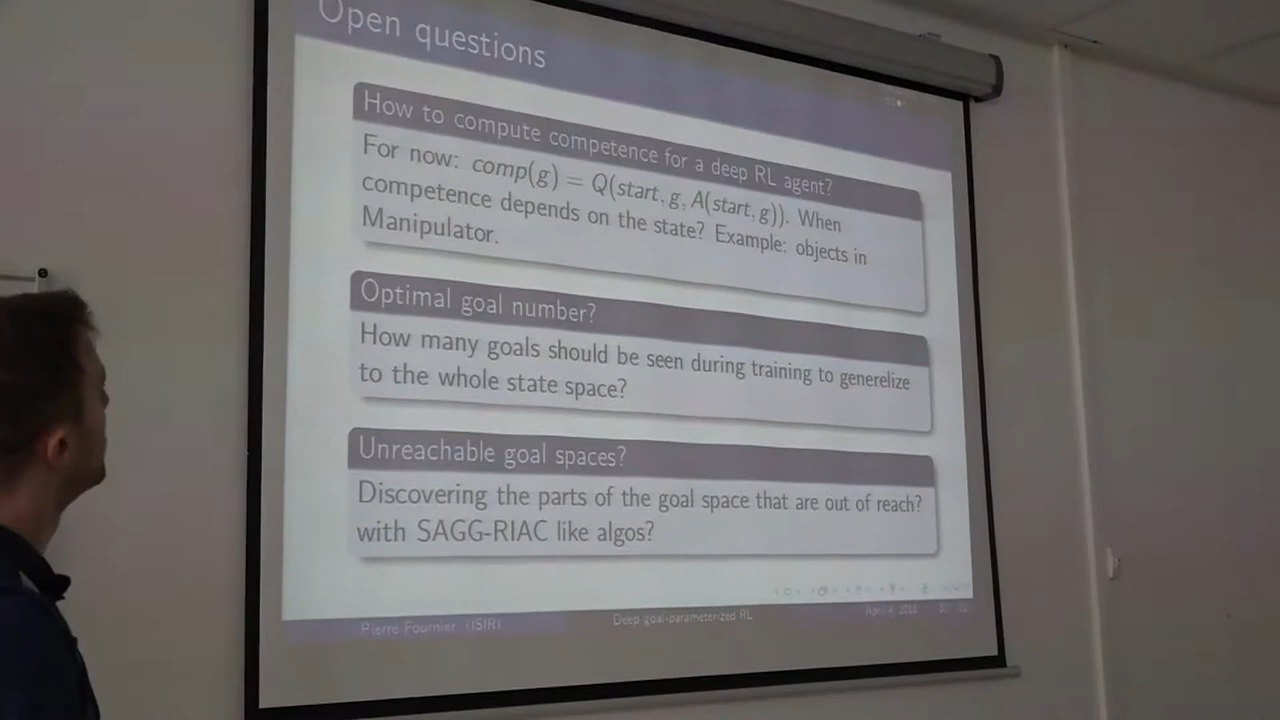 Open questions
How to compute competence for a deep RL agent?
For now: comp(g) = Q(start, g, A(start, g)). When
competence depends on the state? Example: objects in
Manipulator.
Optimal goal number?
How many goals should be seen during training to generelize
to the whole state space?
Unreachable goal spaces?
Discovering the parts of the goal space that are out of reach?
with SAGG-RIAC like algos?
Pierre Fournier (ISIR)
Deep goal-parameterized RL
April 4, 2018